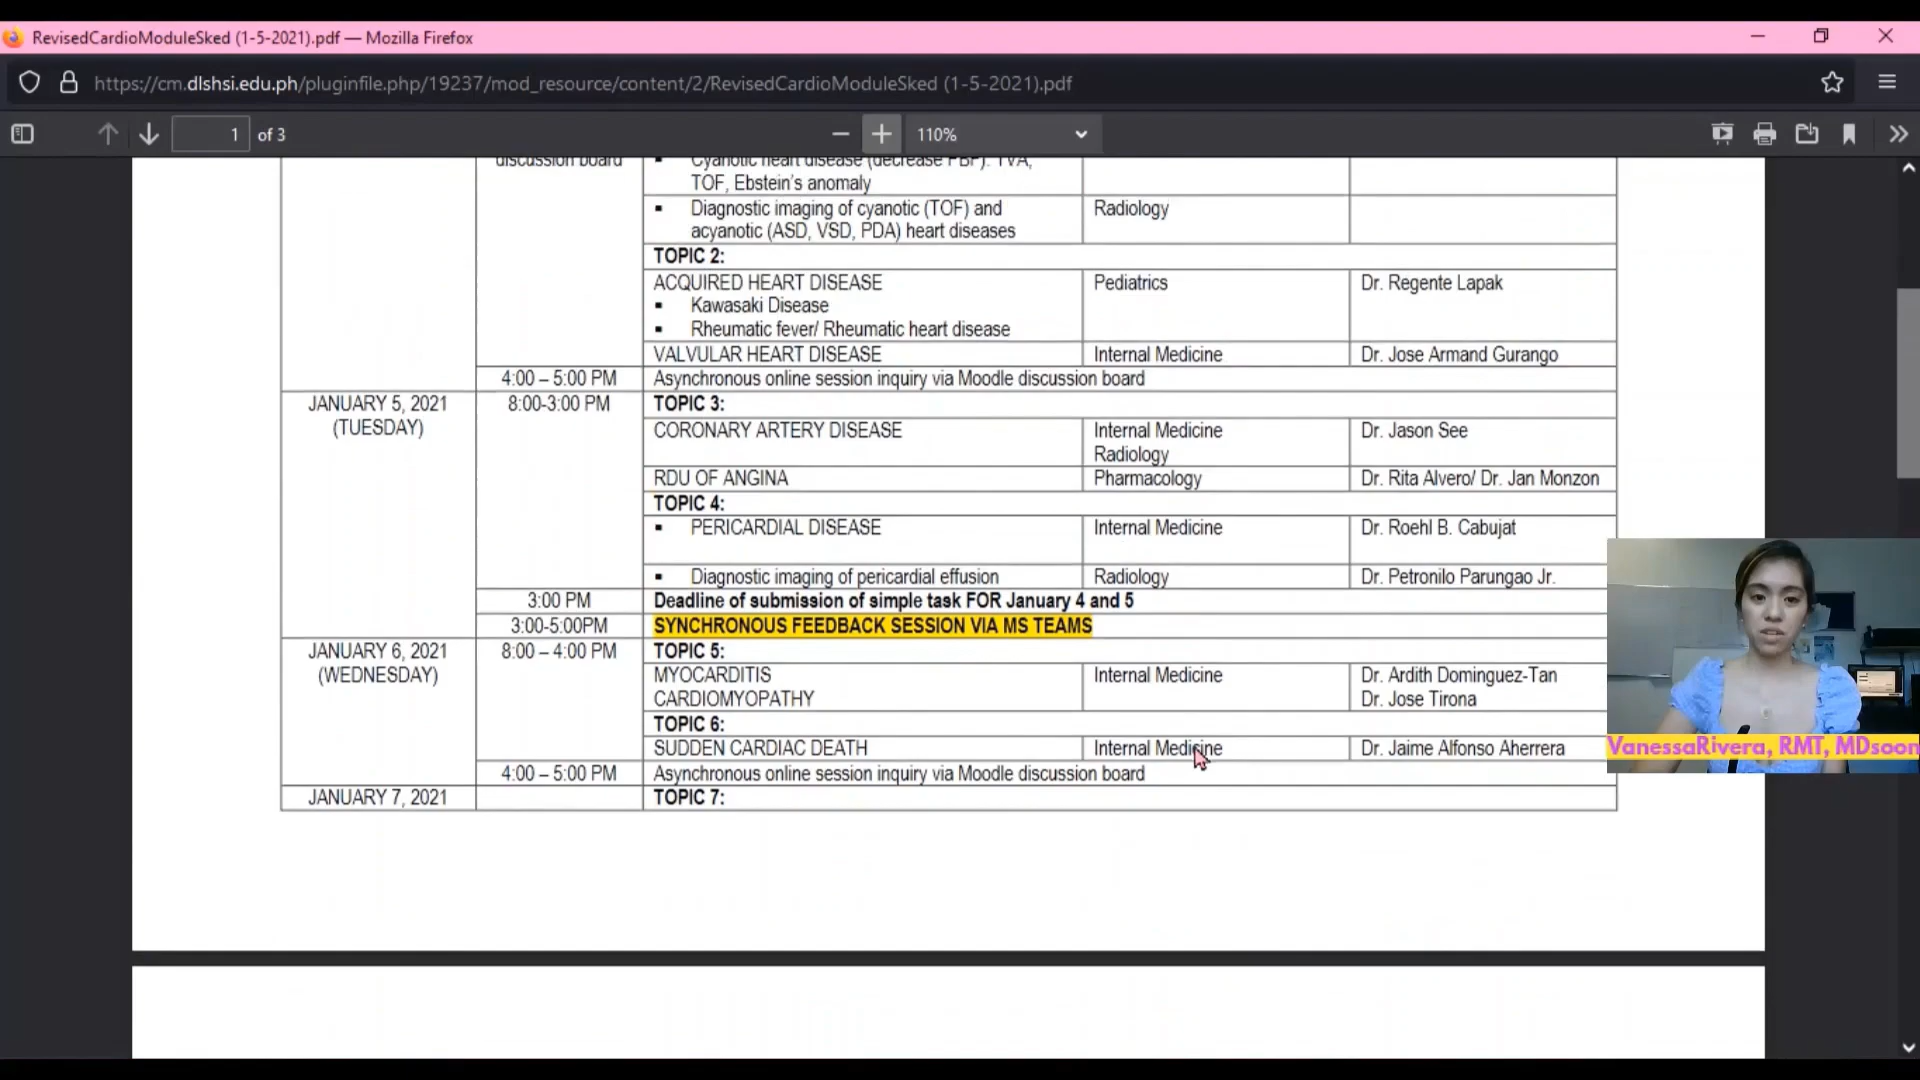 RevisedCardioModuleSked (1-5-2021).pdf — Mozilla Firefox
https://cm.dlshsi.edu.ph/pluginfile.php/19237/mod_resource/content/2/RevisedCardioModuleSked (1-5-2021).pdf
1 of 3
110%
discussion board
Cyanotic heart disease (decrease PBF): TVA,
TOF, Ebstein's anomaly
Diagnostic imaging of cyanotic (TOF) and Radiology
acyanotic (ASD, VSD, PDA) heart diseases
TOPIC 2:
ACQUIRED HEART DISEASE Pediatrics Dr. Regente Lapak
Kawasaki Disease
Rheumatic fever/ Rheumatic heart disease
VALVULAR HEART DISEASE Internal Medicine Dr. Jose Armand Gurango
4:00 – 5:00 PM Asynchronous online session inquiry via Moodle discussion board
JANUARY 5, 2021 8:00-3:00 PM TOPIC 3:
(TUESDAY)
CORONARY ARTERY DISEASE Internal Medicine Dr. Jason See
Radiology
RDU OF ANGINA Pharmacology Dr. Rita Alvero/ Dr. Jan Monzon
TOPIC 4:
PERICARDIAL DISEASE Internal Medicine Dr. Roehl B. Cabujat
Diagnostic imaging of pericardial effusion Radiology Dr. Petronilo Parungao Jr.
3:00 PM Deadline of submission of simple task FOR January 4 and 5
3:00-5:00PM SYNCHRONOUS FEEDBACK SESSION VIA MS TEAMS
JANUARY 6, 2021 8:00 – 4:00 PM TOPIC 5:
(WEDNESDAY) MYOCARDITIS Internal Medicine Dr. Ardith Dominguez-Tan
CARDIOMYOPATHY Dr. Jose Tirona
TOPIC 6:
SUDDEN CARDIAC DEATH Internal Medicine Dr. Jaime Alfonso Aherrera
4:00 – 5:00 PM Asynchronous online session inquiry via Moodle discussion board
JANUARY 7, 2021 TOPIC 7:
VanessaRivera, RMT, MDsoon